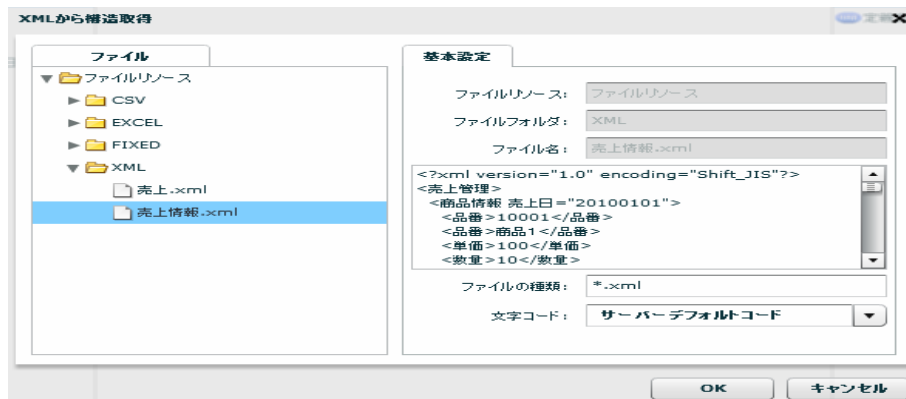 XMLから構造取得
ファイル
ファイルリソース
CSV
EXCEL
FIXED
XML
売上.xml
売上情報.xml
基本設定
ファイルリソース: ファイルリソース
ファイルフォルダ: XML
ファイル名: 売上情報.xml
<?xml version="1.0" encoding="Shift_JIS"?>
<売上管理>
<商品情報 売上日="20100101">
<品番>10001</品番>
<品番>商品1</品番>
<単価>100</単価>
<数量>10</数量>
ファイルの種類: *.xml
文字コード: サーバーデフォルトコード
OK キャンセル